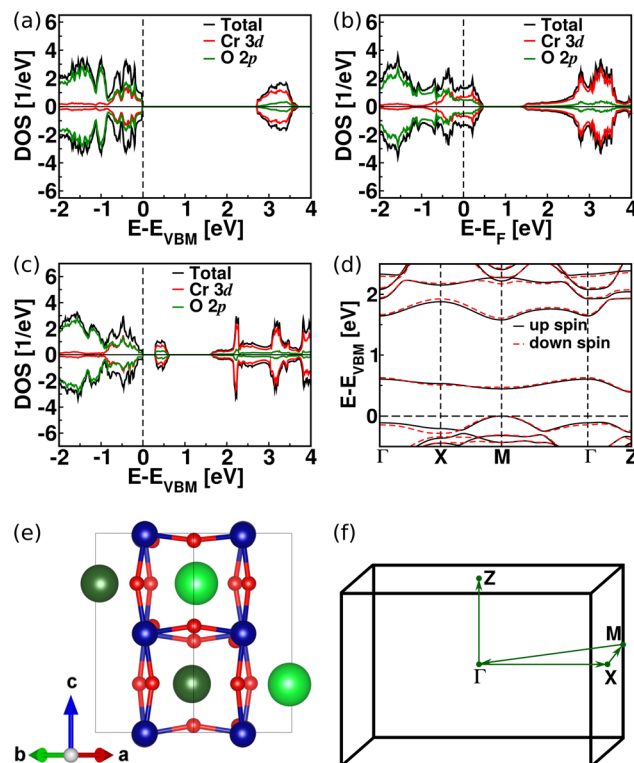 (a)
Total
Cr 3d
O 2p
DOS [1/eV]
6
4
2
0
-2
-4
-6
-2 -1 0 1 2 3 4
E-E_VBM [eV]
(b)
Total
Cr 3d
O 2p
DOS [1/eV]
6
4
2
0
-2
-4
-6
-2 -1 0 1 2 3 4
E-E_F [eV]
(c)
Total
Cr 3d
O 2p
DOS [1/eV]
6
4
2
0
-2
-4
-6
-2 -1 0 1 2 3 4
E-E_VBM [eV]
(d)
up spin
down spin
E-E_VBM [eV]
2
1
0
Γ X M Γ Z
(e)
c
b a
(f)
Z
M
Γ X